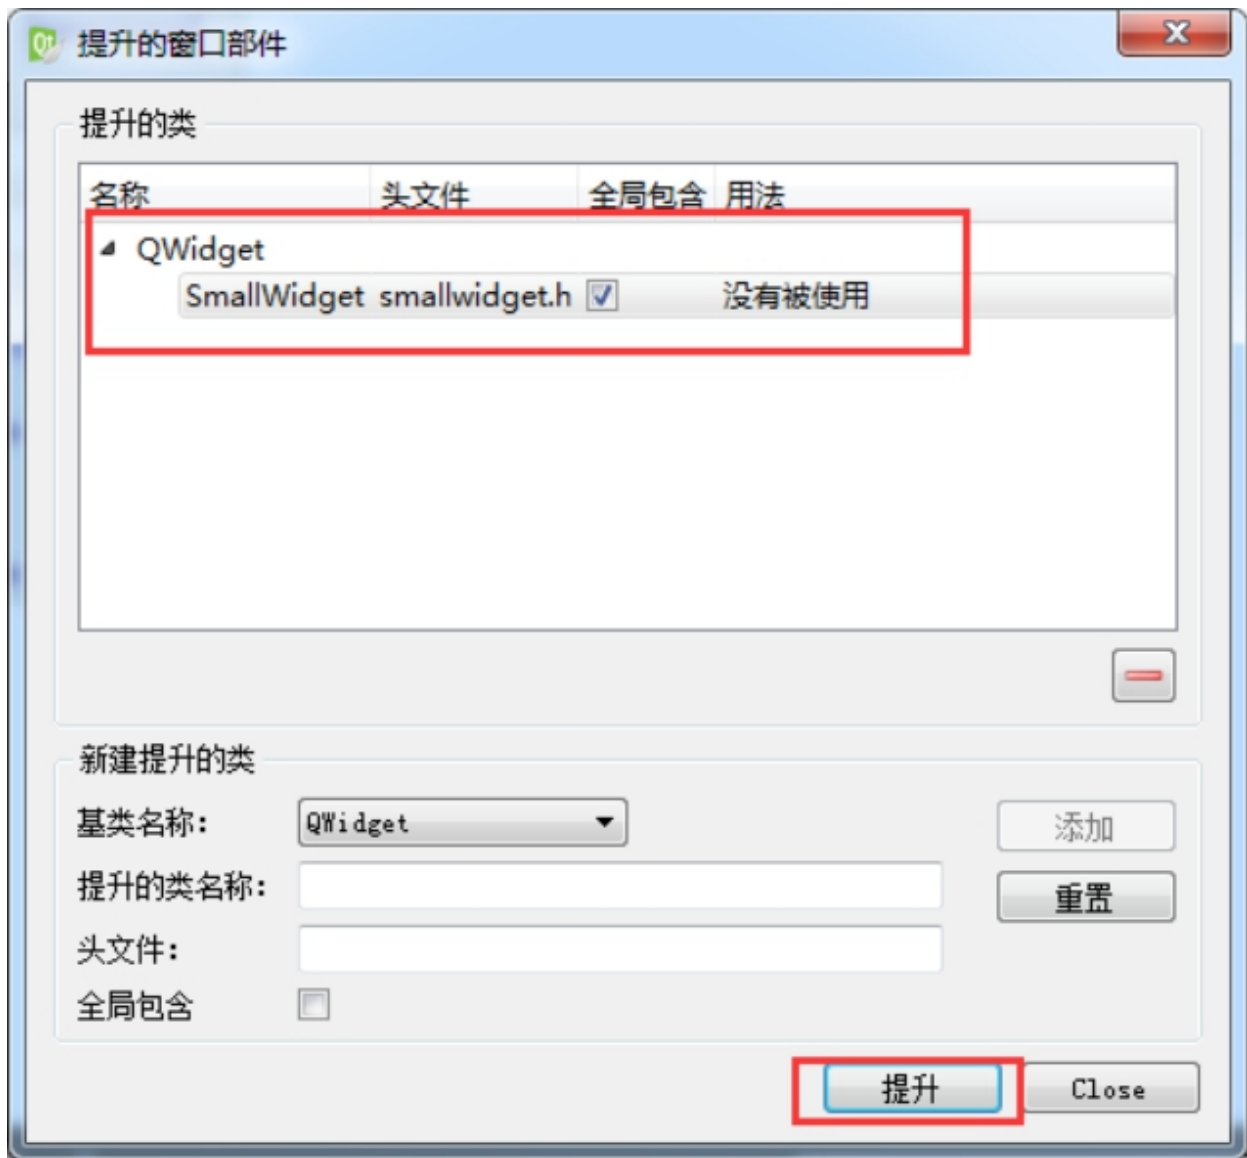 Qt 提升的窗口部件
提升的类
名称 头文件 全局包含 用法
QWidget
SmallWidget smallwidget.h 没有被使用
新建提升的类
基类名称： QWidget 添加
提升的类名称： 重置
头文件：
全局包含
提升 Close